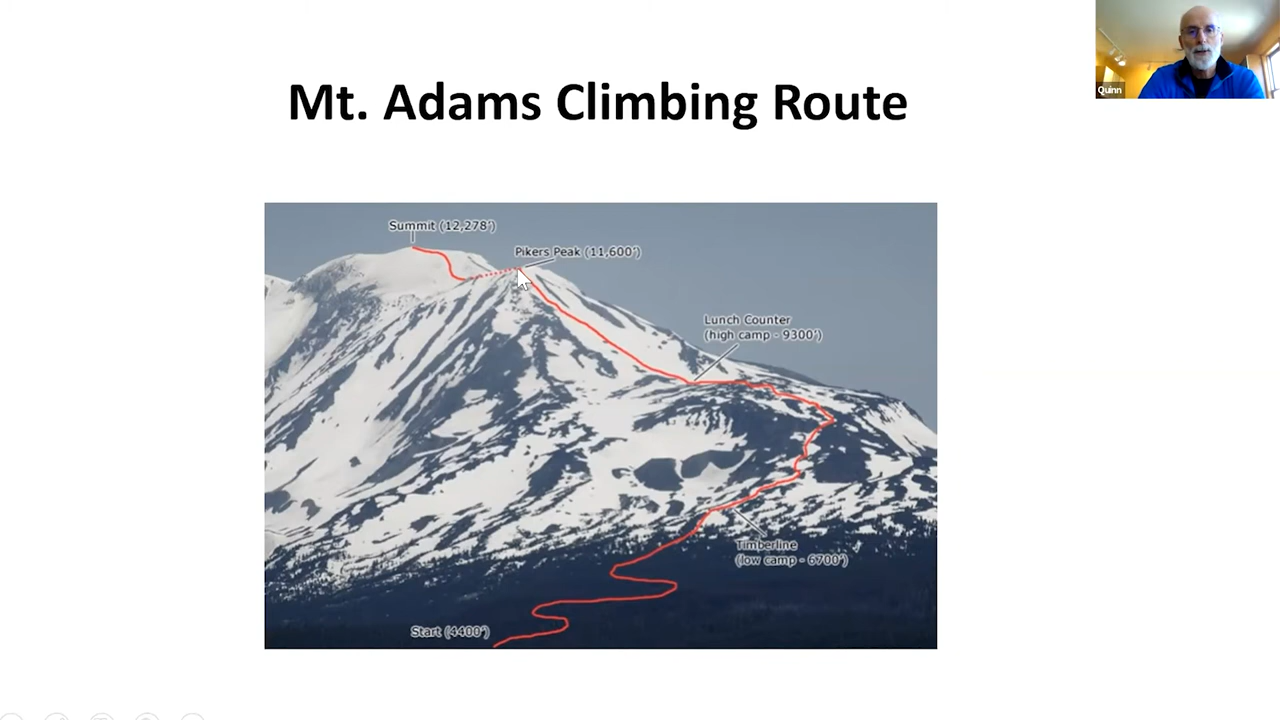 Mt. Adams Climbing Route
Quinn
Summit (12,278')
Pikers Peak (11,600')
Lunch Counter
(high camp - 9300')
Timberline
(low camp - 6700')
Start (4400')